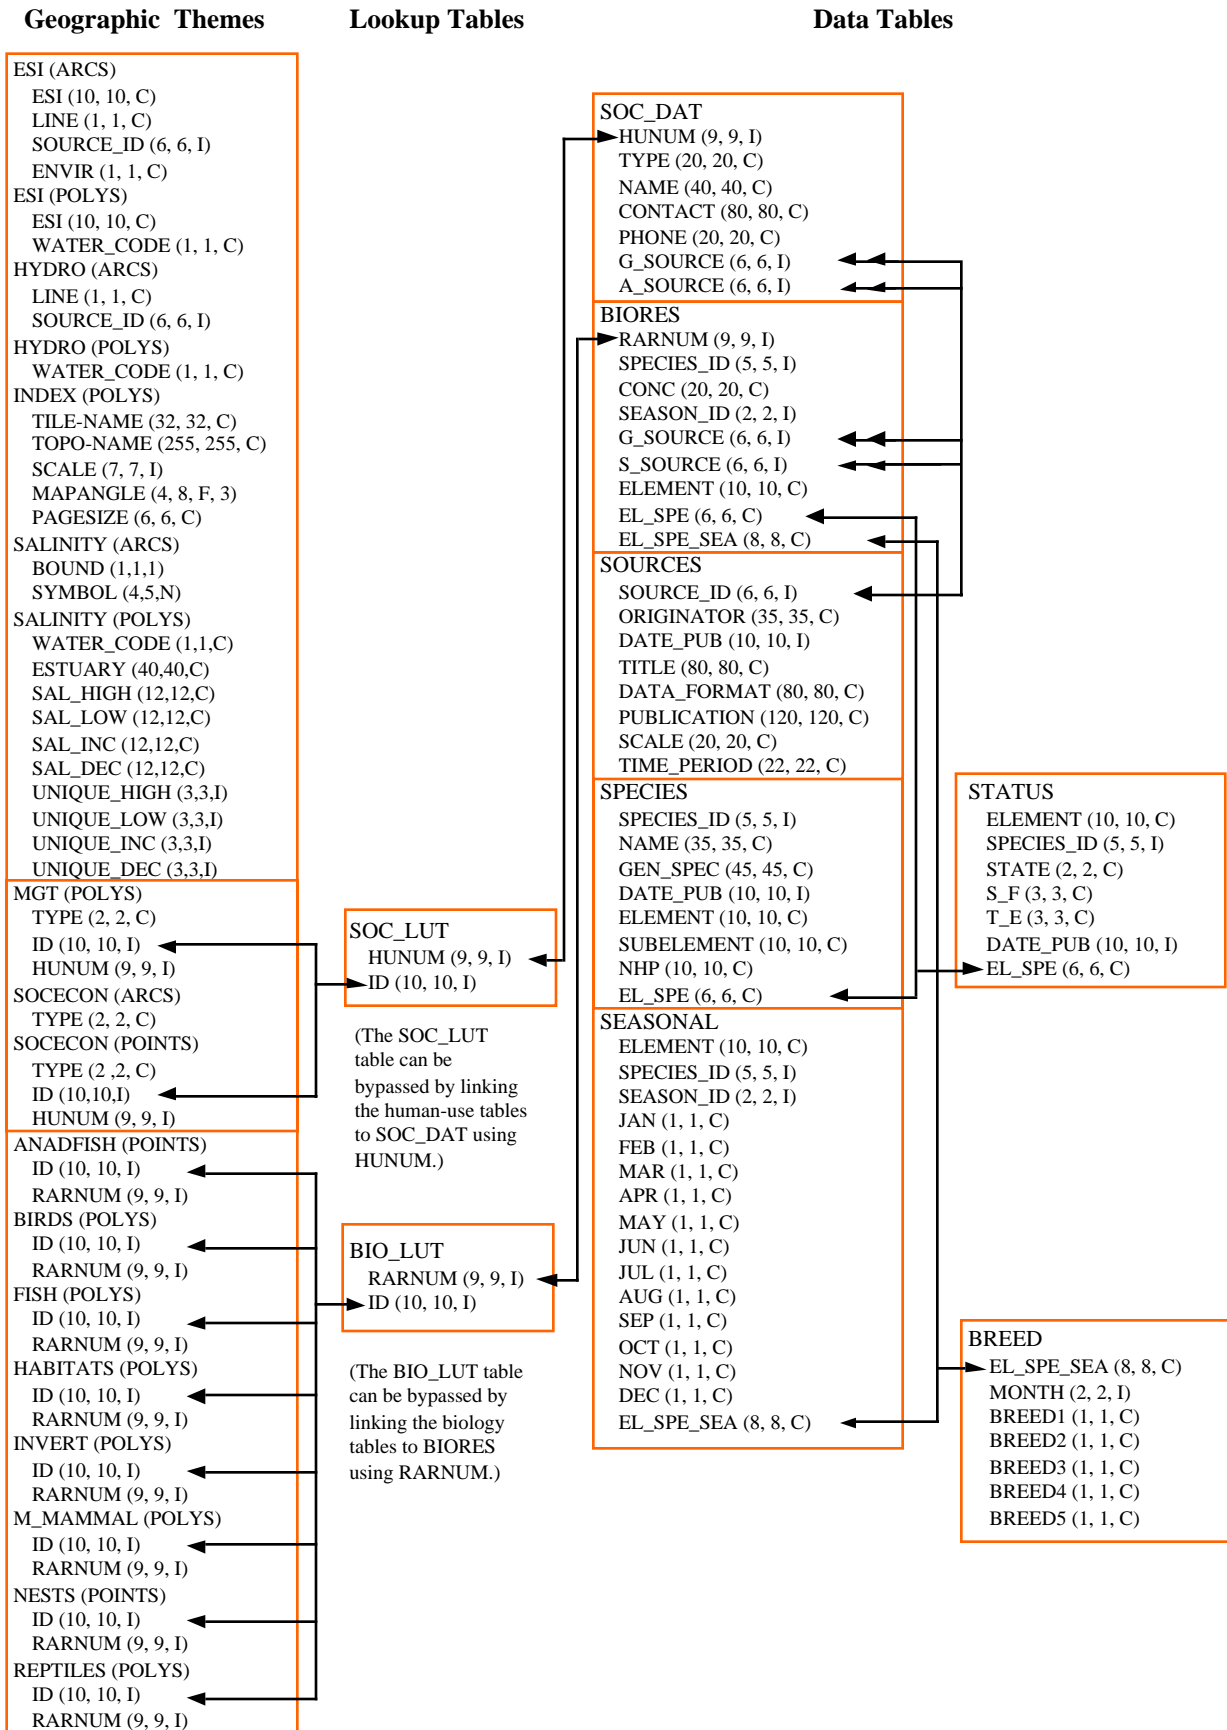 Geographic Themes
ESI (ARCS)
ESI (10, 10, C)
LINE (1, 1, C)
SOURCE_ID (6, 6, I)
ENVIR (1, 1, C)
ESI (POLYS)
ESI (10, 10, C)
WATER_CODE (1, 1, C)
HYDRO (ARCS)
LINE (1, 1, C)
SOURCE_ID (6, 6, I)
HYDRO (POLYS)
WATER_CODE (1, 1, C)
INDEX (POLYS)
TILE-NAME (32, 32, C)
TOPO-NAME (255, 255, C)
SCALE (7, 7, I)
MAPANGLE (4, 8, F, 3)
PAGESIZE (6, 6, C)
SALINITY (ARCS)
BOUND (1,1,1)
SYMBOL (4,5,N)
SALINITY (POLYS)
WATER_CODE (1,1,C)
ESTUARY (40,40,C)
SAL_HIGH (12,12,C)
SAL_LOW (12,12,C)
SAL_INC (12,12,C)
SAL_DEC (12,12,C)
UNIQUE_HIGH (3,3,I)
UNIQUE_LOW (3,3,I)
UNIQUE_INC (3,3,I)
UNIQUE_DEC (3,3,I)
MGT (POLYS)
TYPE (2, 2, C)
ID (10, 10, I)
HUNUM (9, 9, I)
SOCECON (ARCS)
TYPE (2, 2, C)
SOCECON (POINTS)
TYPE (2 ,2, C)
ID (10,10,I)
HUNUM (9, 9, I)
ANADFISH (POINTS)
ID (10, 10, I)
RARNUM (9, 9, I)
BIRDS (POLYS)
ID (10, 10, I)
RARNUM (9, 9, I)
FISH (POLYS)
ID (10, 10, I)
RARNUM (9, 9, I)
HABITATS (POLYS)
ID (10, 10, I)
RARNUM (9, 9, I)
INVERT (POLYS)
ID (10, 10, I)
RARNUM (9, 9, I)
M_MAMMAL (POLYS)
ID (10, 10, I)
RARNUM (9, 9, I)
NESTS (POINTS)
ID (10, 10, I)
RARNUM (9, 9, I)
REPTILES (POLYS)
ID (10, 10, I)
RARNUM (9, 9, I)
Lookup Tables
SOC_LUT
HUNUM (9, 9, I)
ID (10, 10, I)
(The SOC_LUT
table can be
bypassed by linking
the human-use tables
to SOC_DAT using
HUNUM.)
BIO_LUT
RARNUM (9, 9, I)
ID (10, 10, I)
(The BIO_LUT table
can be bypassed by
linking the biology
tables to BIORES
using RARNUM.)
Data Tables
SOC_DAT
HUNUM (9, 9, I)
TYPE (20, 20, C)
NAME (40, 40, C)
CONTACT (80, 80, C)
PHONE (20, 20, C)
G_SOURCE (6, 6, I)
A_SOURCE (6, 6, I)
BIORES
RARNUM (9, 9, I)
SPECIES_ID (5, 5, I)
CONC (20, 20, C)
SEASON_ID (2, 2, I)
G_SOURCE (6, 6, I)
S_SOURCE (6, 6, I)
ELEMENT (10, 10, C)
EL_SPE (6, 6, C)
EL_SPE_SEA (8, 8, C)
SOURCES
SOURCE_ID (6, 6, I)
ORIGINATOR (35, 35, C)
DATE_PUB (10, 10, I)
TITLE (80, 80, C)
DATA_FORMAT (80, 80, C)
PUBLICATION (120, 120, C)
SCALE (20, 20, C)
TIME_PERIOD (22, 22, C)
SPECIES
SPECIES_ID (5, 5, I)
NAME (35, 35, C)
GEN_SPEC (45, 45, C)
DATE_PUB (10, 10, I)
ELEMENT (10, 10, C)
SUBELEMENT (10, 10, C)
NHP (10, 10, C)
EL_SPE (6, 6, C)
SEASONAL
ELEMENT (10, 10, C)
SPECIES_ID (5, 5, I)
SEASON_ID (2, 2, I)
JAN (1, 1, C)
FEB (1, 1, C)
MAR (1, 1, C)
APR (1, 1, C)
MAY (1, 1, C)
JUN (1, 1, C)
JUL (1, 1, C)
AUG (1, 1, C)
SEP (1, 1, C)
OCT (1, 1, C)
NOV (1, 1, C)
DEC (1, 1, C)
EL_SPE_SEA (8, 8, C)
STATUS
ELEMENT (10, 10, C)
SPECIES_ID (5, 5, I)
STATE (2, 2, C)
S_F (3, 3, C)
T_E (3, 3, C)
DATE_PUB (10, 10, I)
EL_SPE (6, 6, C)
BREED
EL_SPE_SEA (8, 8, C)
MONTH (2, 2, I)
BREED1 (1, 1, C)
BREED2 (1, 1, C)
BREED3 (1, 1, C)
BREED4 (1, 1, C)
BREED5 (1, 1, C)